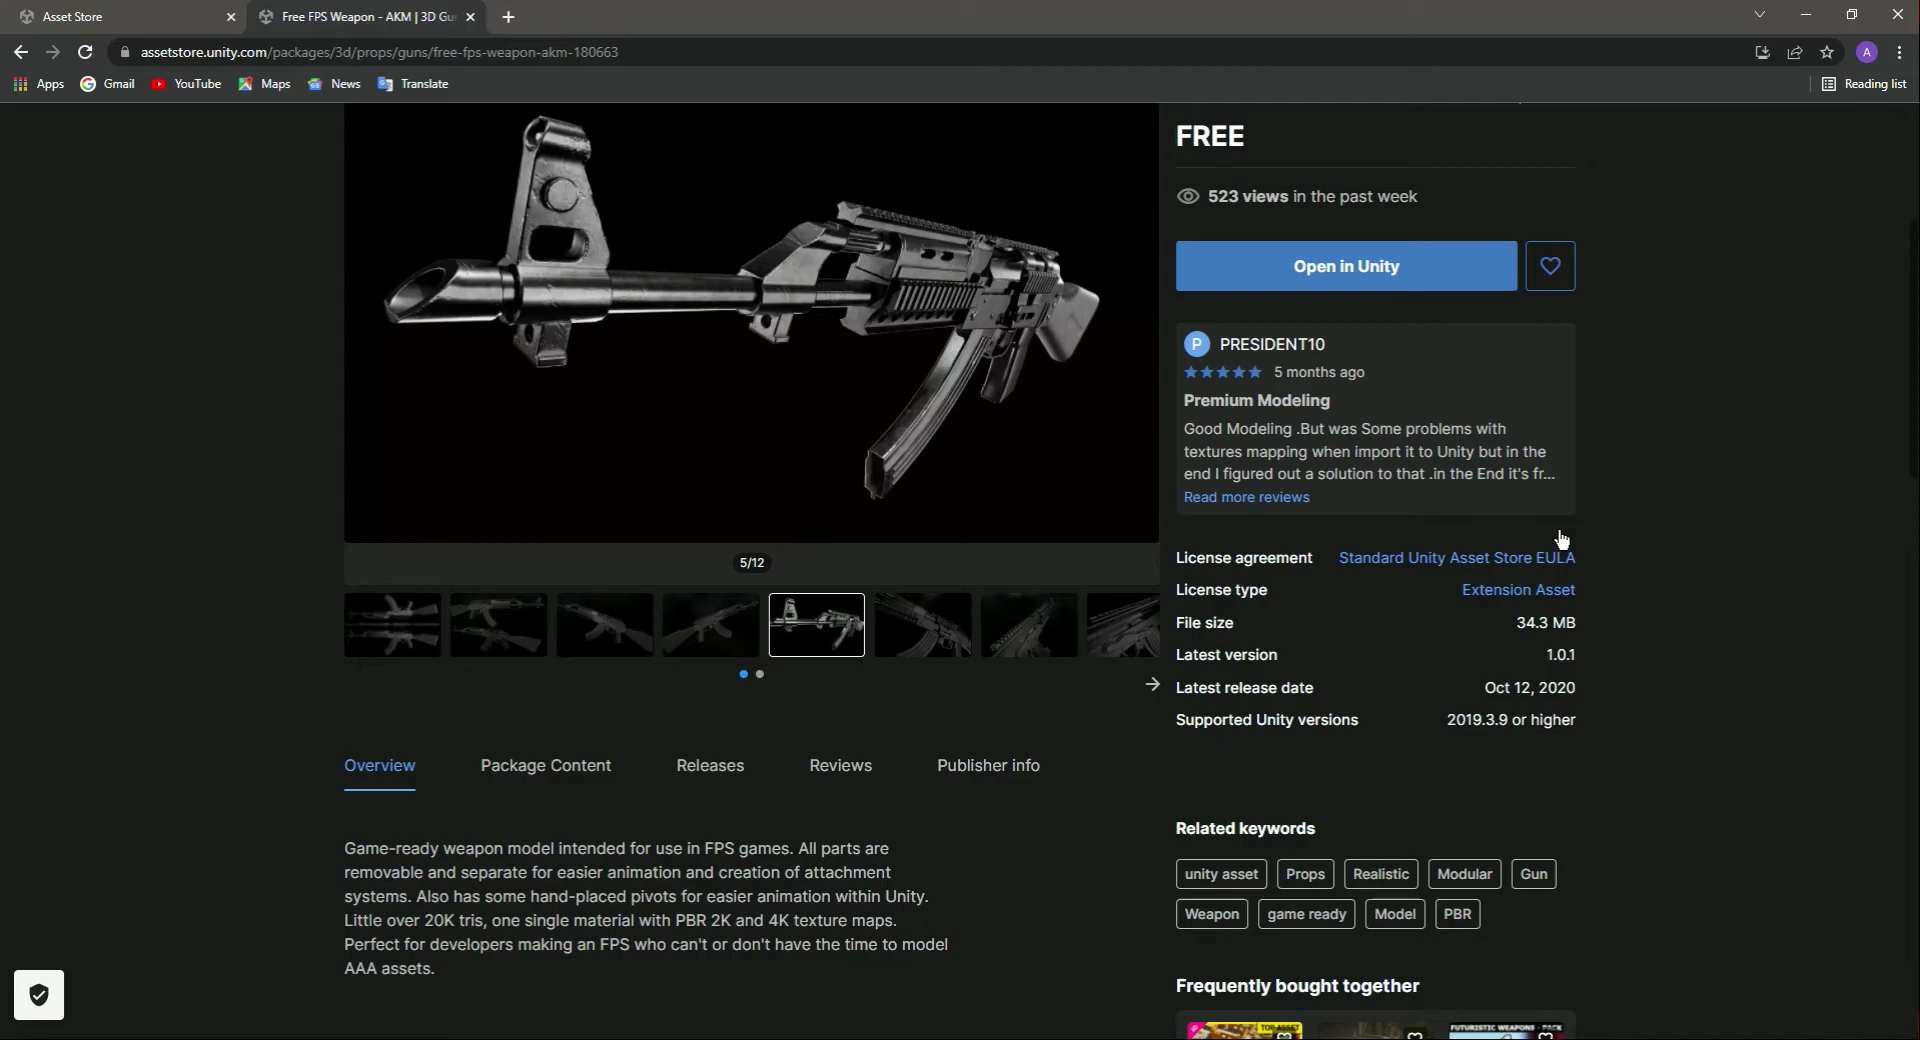 Asset Store
Free FPS Weapon - AKM | 3D Gu
assetstore.unity.com/packages/3d/props/guns/free-fps-weapon-akm-180663
A
Apps
Gmail
YouTube
Maps
News
Translate
Reading list
FREE
523 views in the past week
Open in Unity
P PRESIDENT10
5 months ago
Premium Modeling
Good Modeling .But was Some problems with
textures mapping when import it to Unity but in the
end I figured out a solution to that .in the End it's fr...
Read more reviews
5/12
License agreement Standard Unity Asset Store EULA
License type Extension Asset
File size 34.3 MB
Latest version 1.0.1
Latest release date Oct 12, 2020
Supported Unity versions 2019.3.9 or higher
Overview Package Content Releases Reviews Publisher info
Game-ready weapon model intended for use in FPS games. All parts are
removable and separate for easier animation and creation of attachment
systems. Also has some hand-placed pivots for easier animation within Unity.
Little over 20K tris, one single material with PBR 2K and 4K texture maps.
Perfect for developers making an FPS who can't or don't have the time to model
AAA assets.
Related keywords
unity asset Props Realistic Modular Gun
Weapon game ready Model PBR
Frequently bought together
TOP ASSET
FUTURISTIC WEAPONS - PACK